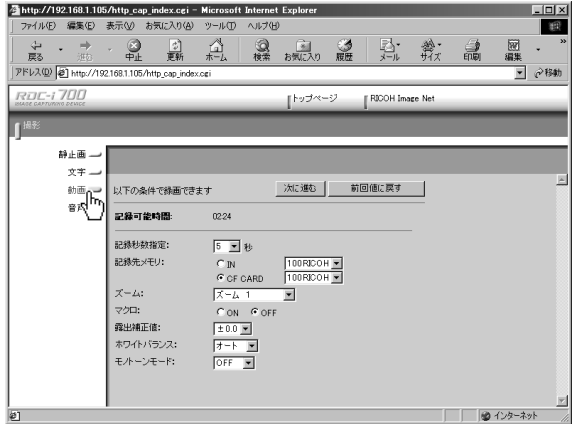 http://192.168.1.105/http_cap_index.cgi - Microsoft Internet Explorer
ファイル(F) 編集(E) 表示(V) お気に入り(A) ツール(T) ヘルプ(H)
戻る 進む 中止 更新 ホーム 検索 お気に入り 履歴 メール サイズ 印刷 編集 »
アドレス(D) http://192.168.1.105/http_cap_index.cgi 移動
RDC-i 700
IMAGE CAPTURING DEVICE
トップページ RICOH Image Net
撮影
静止画
文字
動画
以下の条件で録画できます 次に進む 前回値に戻す
音声
記録可能時間: 02:24
記録秒数指定: 5 秒
記録先メモリ: IN 100RICOH
CF CARD 100RICOH
ズーム: ズーム 1
マクロ: ON OFF
露出補正値: ±0.0
ホワイトバランス: オート
モノトーンモード: OFF
インターネット